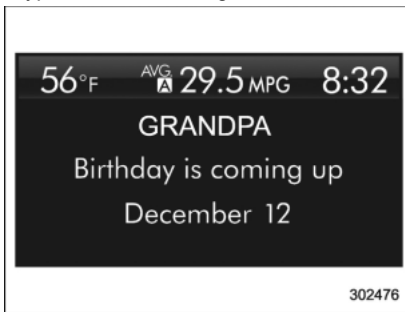 56°F AVG. A 29.5 MPG 8:32
GRANDPA
Birthday is coming up
December 12
302476